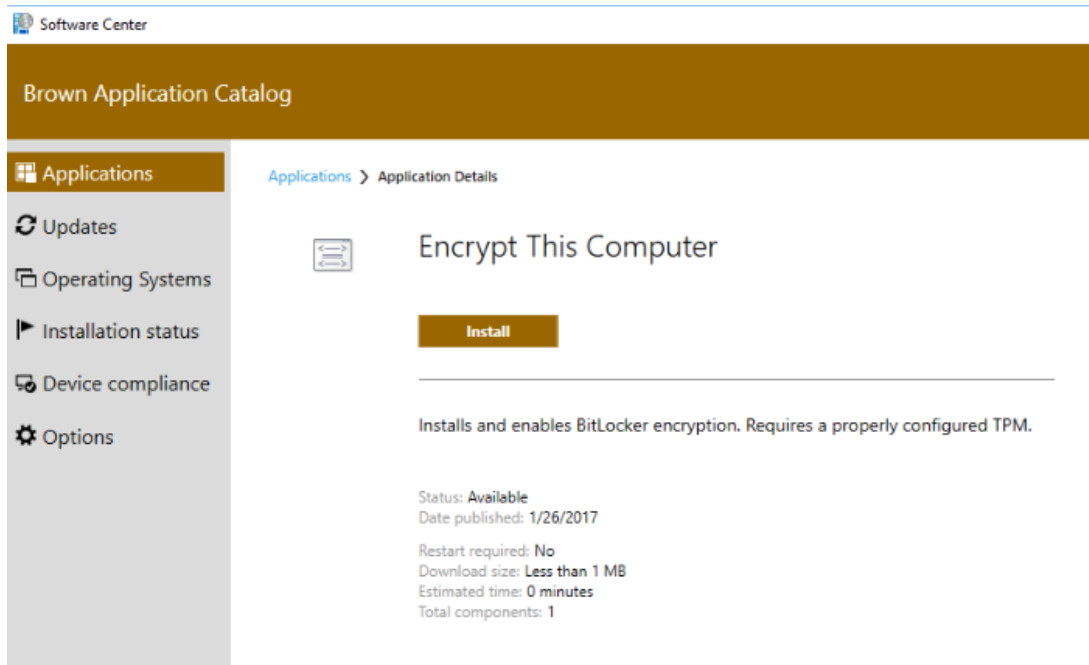 Software Center
Brown Application Catalog
Applications
Updates
Operating Systems
Installation status
Device compliance
Options
Applications ❯ Application Details
Encrypt This Computer
Install
Installs and enables BitLocker encryption. Requires a properly configured TPM.
Status: Available
Date published: 1/26/2017
Restart required: No
Download size: Less than 1 MB
Estimated time: 0 minutes
Total components: 1